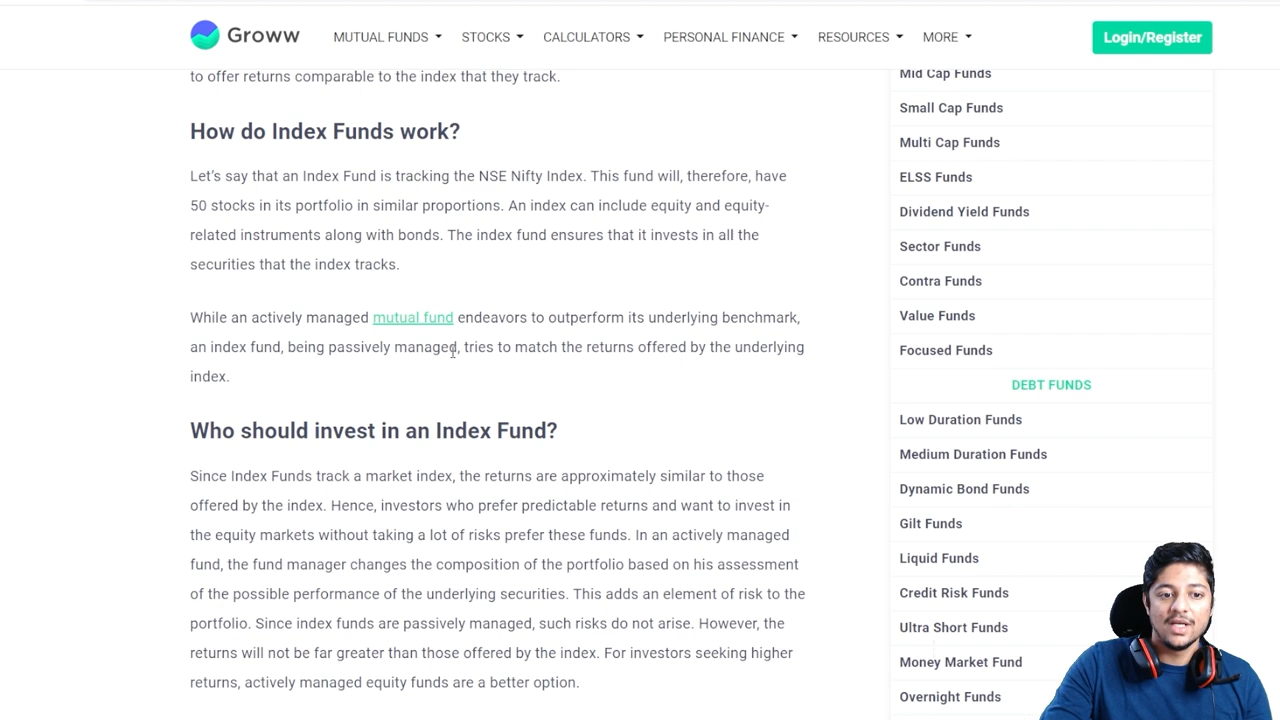 Groww
MUTUAL FUNDS
STOCKS
CALCULATORS
PERSONAL FINANCE
RESOURCES
MORE
Login/Register
to offer returns comparable to the index that they track.
How do Index Funds work?
Let’s say that an Index Fund is tracking the NSE Nifty Index. This fund will, therefore, have
50 stocks in its portfolio in similar proportions. An index can include equity and equity-
related instruments along with bonds. The index fund ensures that it invests in all the
securities that the index tracks.
While an actively managed mutual fund endeavors to outperform its underlying benchmark,
an index fund, being passively managed, tries to match the returns offered by the underlying
index.
Who should invest in an Index Fund?
Since Index Funds track a market index, the returns are approximately similar to those
offered by the index. Hence, investors who prefer predictable returns and want to invest in
the equity markets without taking a lot of risks prefer these funds. In an actively managed
fund, the fund manager changes the composition of the portfolio based on his assessment
of the possible performance of the underlying securities. This adds an element of risk to the
portfolio. Since index funds are passively managed, such risks do not arise. However, the
returns will not be far greater than those offered by the index. For investors seeking higher
returns, actively managed equity funds are a better option.
Mid Cap Funds
Small Cap Funds
Multi Cap Funds
ELSS Funds
Dividend Yield Funds
Sector Funds
Contra Funds
Value Funds
Focused Funds
DEBT FUNDS
Low Duration Funds
Medium Duration Funds
Dynamic Bond Funds
Gilt Funds
Liquid Funds
Credit Risk Funds
Ultra Short Funds
Money Market Fund
Overnight Funds